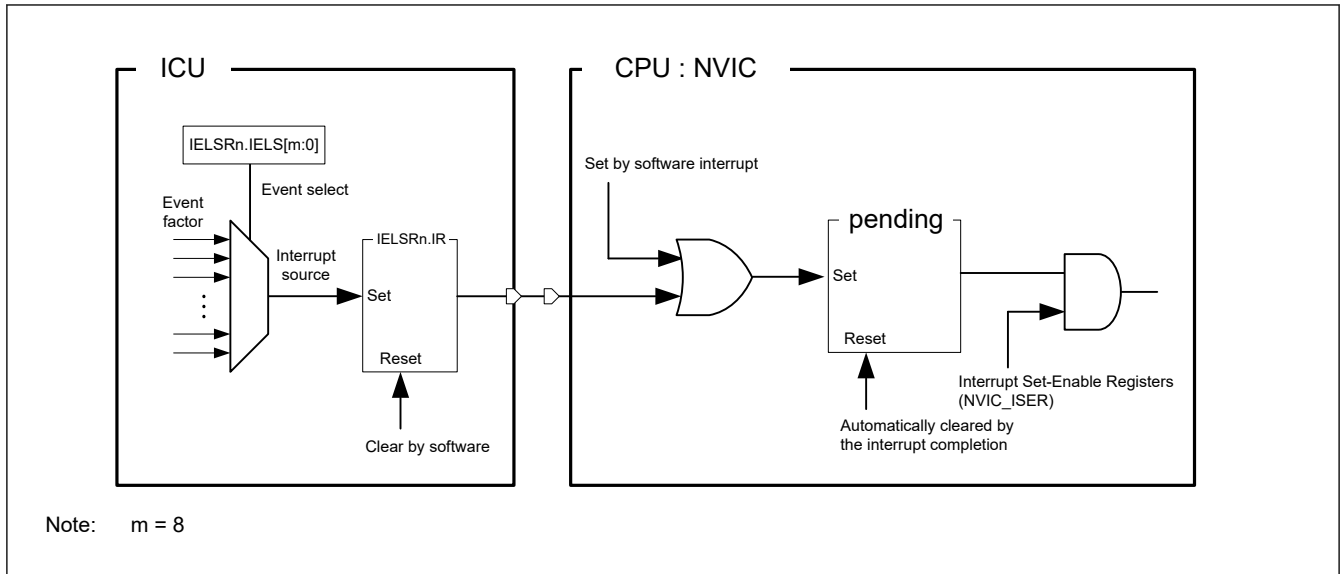 ICU
IELSRn.IELS[m:0]
Event select
Event
factor
Interrupt
source
IELSRn.IR
Set
Reset
Clear by software
CPU : NVIC
Set by software interrupt
pending
Set
Reset
Automatically cleared by
the interrupt completion
Interrupt Set-Enable Registers
(NVIC_ISER)
Note: m = 8